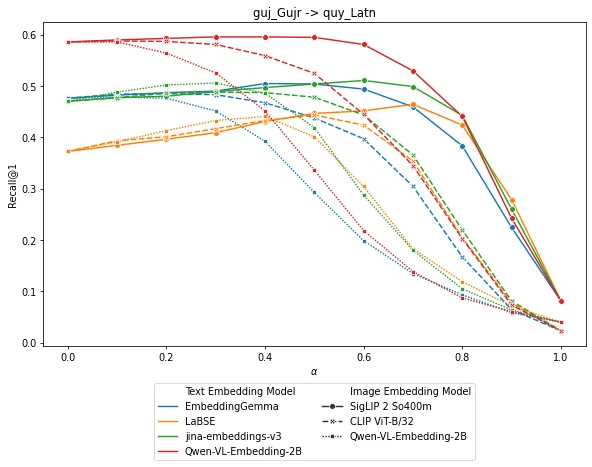 guj_Gujr -> quy_Latn
Recall@1
0.6
0.5
0.4
0.3
0.2
0.1
0.0
0.0 0.2 0.4 0.6 0.8 1.0
α
Text Embedding Model Image Embedding Model
EmbeddingGemma SigLIP 2 So400m
LaBSE CLIP ViT-B/32
jina-embeddings-v3 Qwen-VL-Embedding-2B
Qwen-VL-Embedding-2B